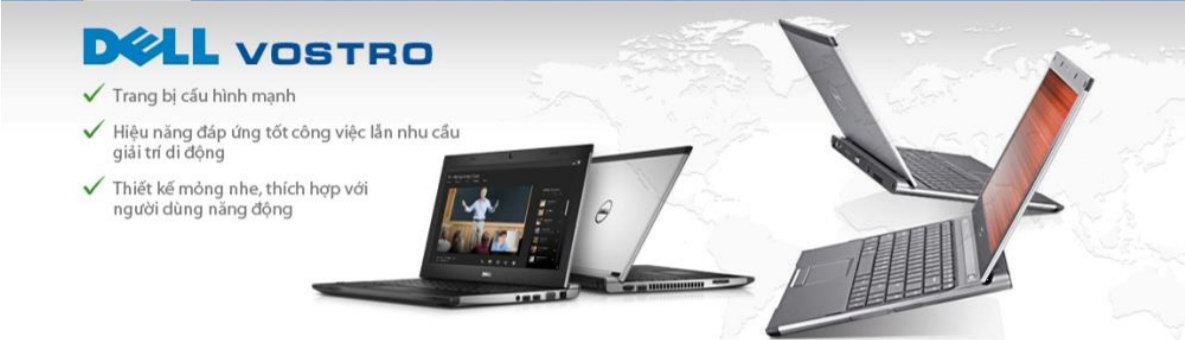 DELL VOSTRO
Trang bị cấu hình mạnh
Hiệu năng đáp ứng tốt công việc lẫn nhu cầu
giải trí di động
Thiết kế mỏng nhe, thích hợp với
người dùng năng động